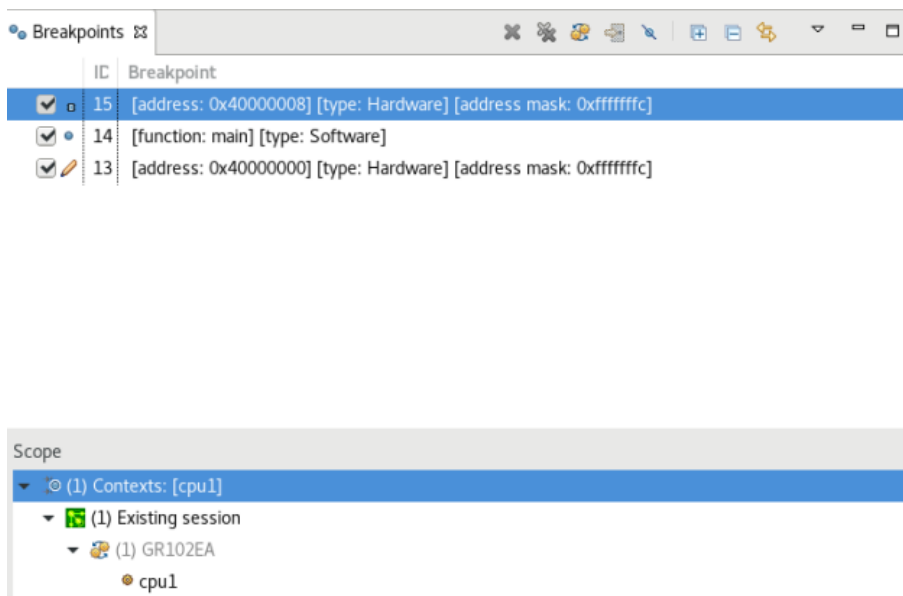 Breakpoints
ID Breakpoint
15 [address: 0x40000008] [type: Hardware] [address mask: 0xfffffffc]
14 [function: main] [type: Software]
13 [address: 0x40000000] [type: Hardware] [address mask: 0xfffffffc]
Scope
(1) Contexts: [cpu1]
(1) Existing session
(1) GR102EA
cpu1